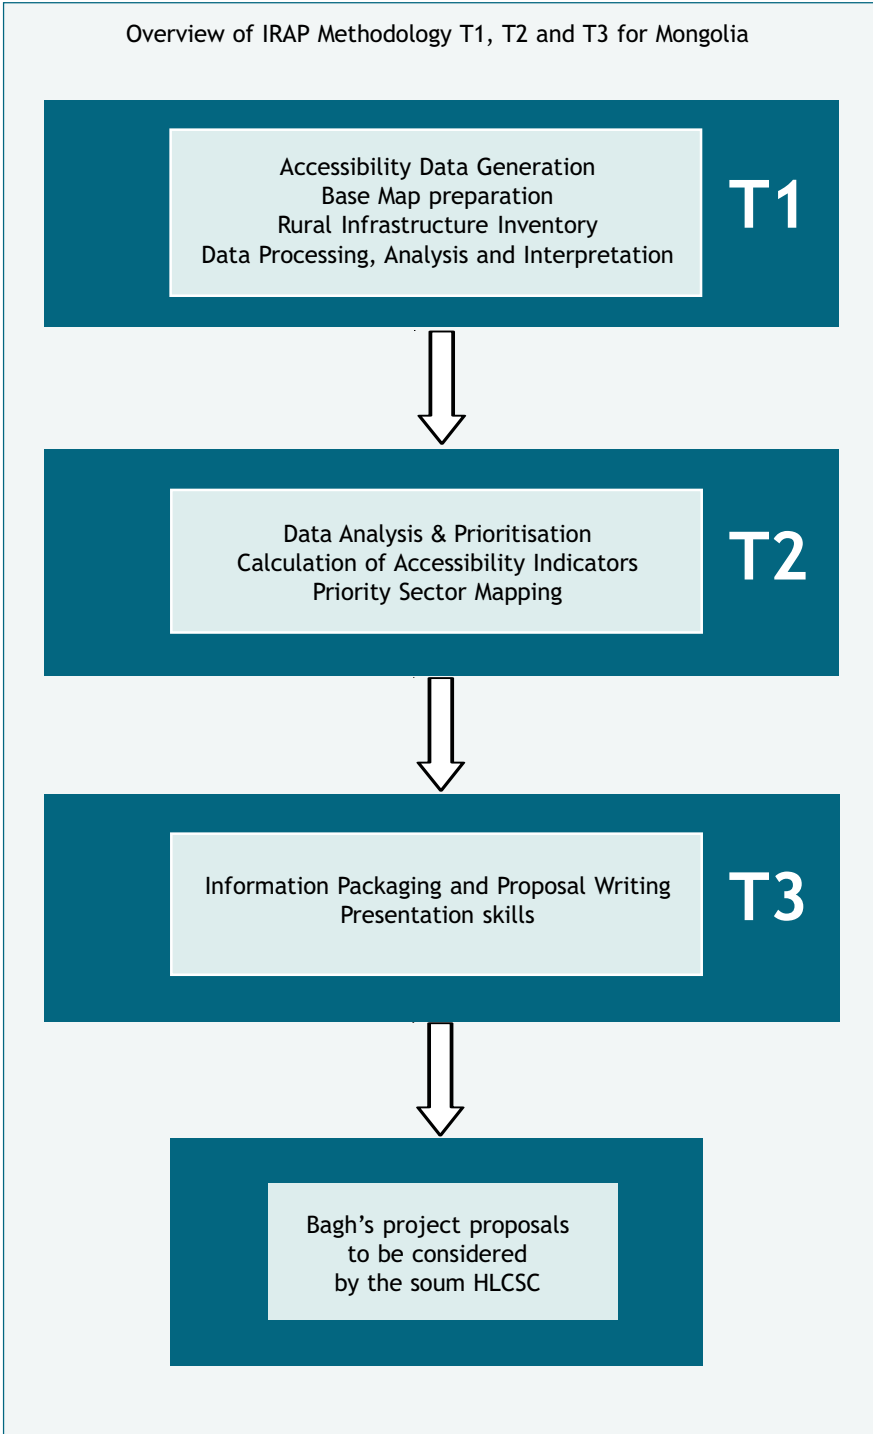 Overview of IRAP Methodology T1, T2 and T3 for Mongolia
Accessibility Data Generation
Base Map preparation
Rural Infrastructure Inventory
Data Processing, Analysis and Interpretation
T1
Data Analysis & Prioritisation
Calculation of Accessibility Indicators
Priority Sector Mapping
T2
Information Packaging and Proposal Writing
Presentation skills
T3
Bagh’s project proposals
to be considered
by the soum HLCSC